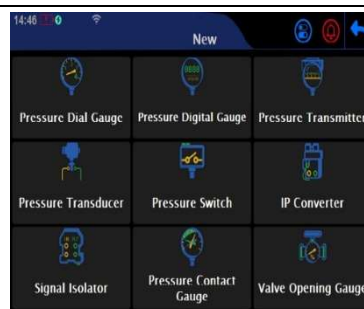 14:46 0
New
Pressure Dial Gauge
Pressure Digital Gauge
Pressure Transmitter
Pressure Transducer
Pressure Switch
IP Converter
Signal Isolator
Pressure Contact
Gauge
Valve Opening Gauge